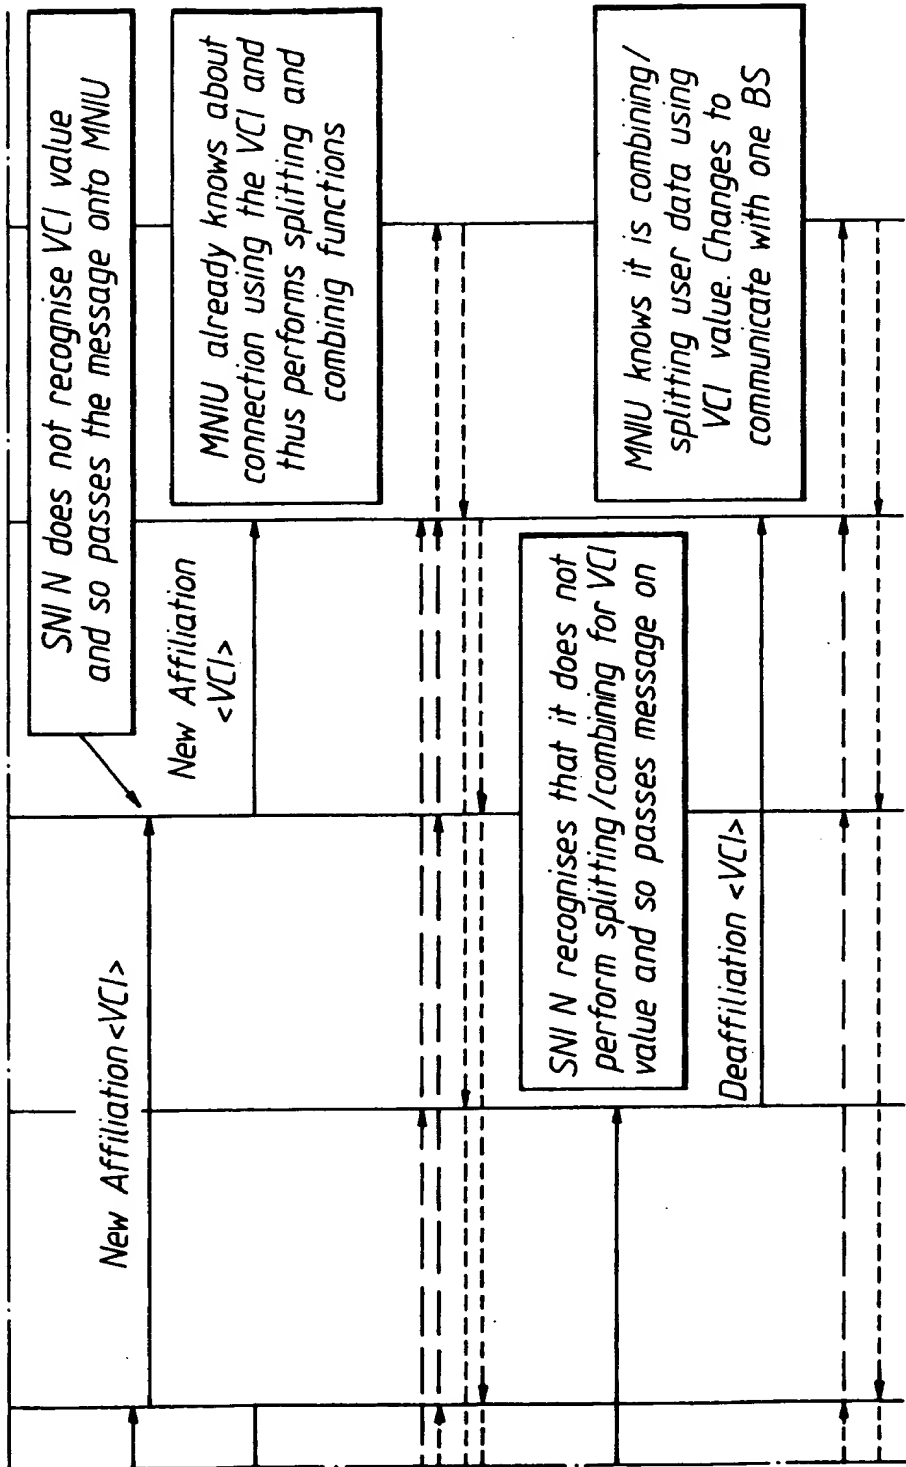 SNI N does not recognise VCI value
and so passes the message onto MNIU
MNIU already knows about
connection using the VCI and
thus performs splitting and
combining functions
New Affiliation <VCI>
New Affiliation
<VCI>
SNI N recognises that it does not
perform splitting/combining for VCI
value and so passes message on
MNIU knows it is combining/
splitting user data using
VCI value. Changes to
communicate with one BS
Deaffiliation <VCI>